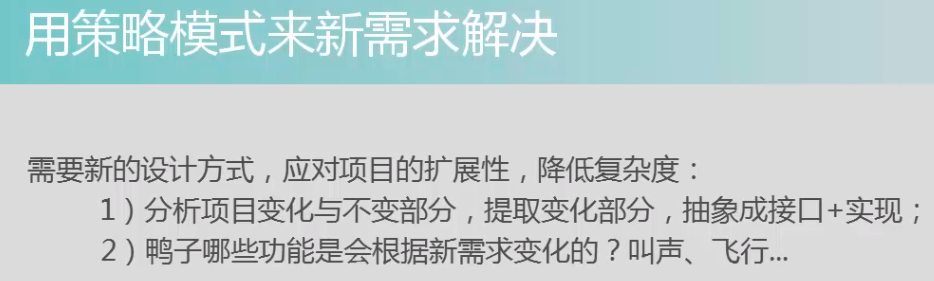 用策略模式来新需求解决
需要新的设计方式，应对项目的扩展性，降低复杂度：
1）分析项目变化与不变部分，提取变化部分，抽象成接口+实现；
2）鸭子哪些功能是会根据新需求变化的？叫声、飞行...